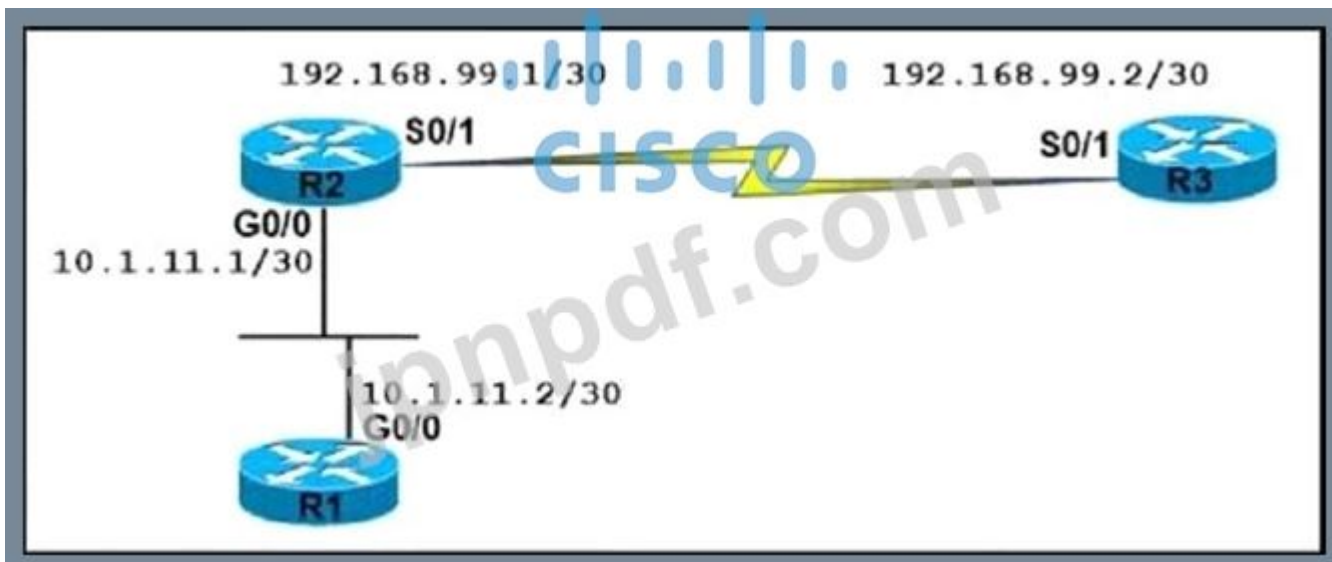 192.168.99.1/30
192.168.99.2/30
S0/1
S0/1
CISCO
R2
R3
G0/0
10.1.11.1/30
jpnpdf.com
10.1.11.2/30
G0/0
R1